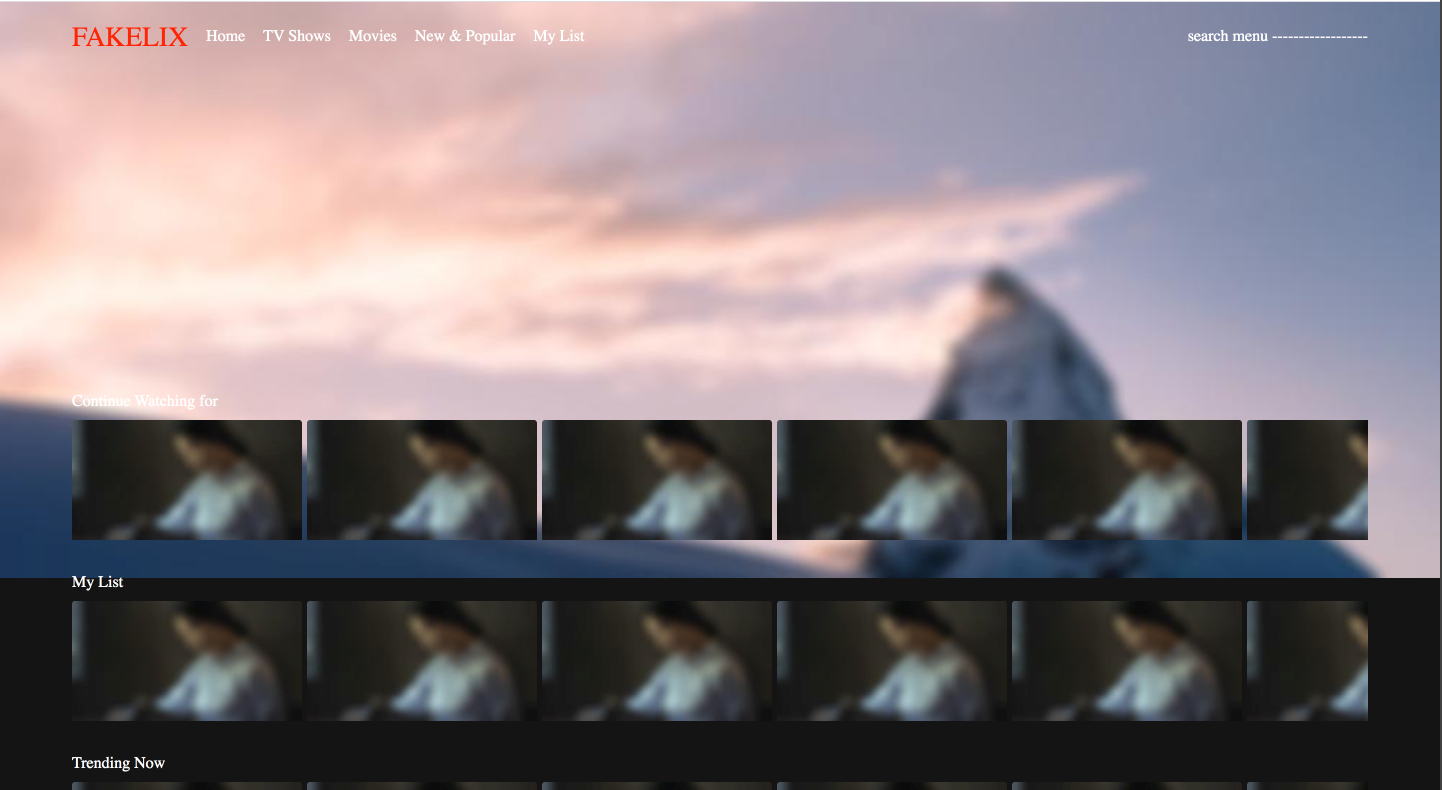 FAKELIX Home TV Shows Movies New & Popular My List search menu ------------------
Continue Watching for
My List
Trending Now